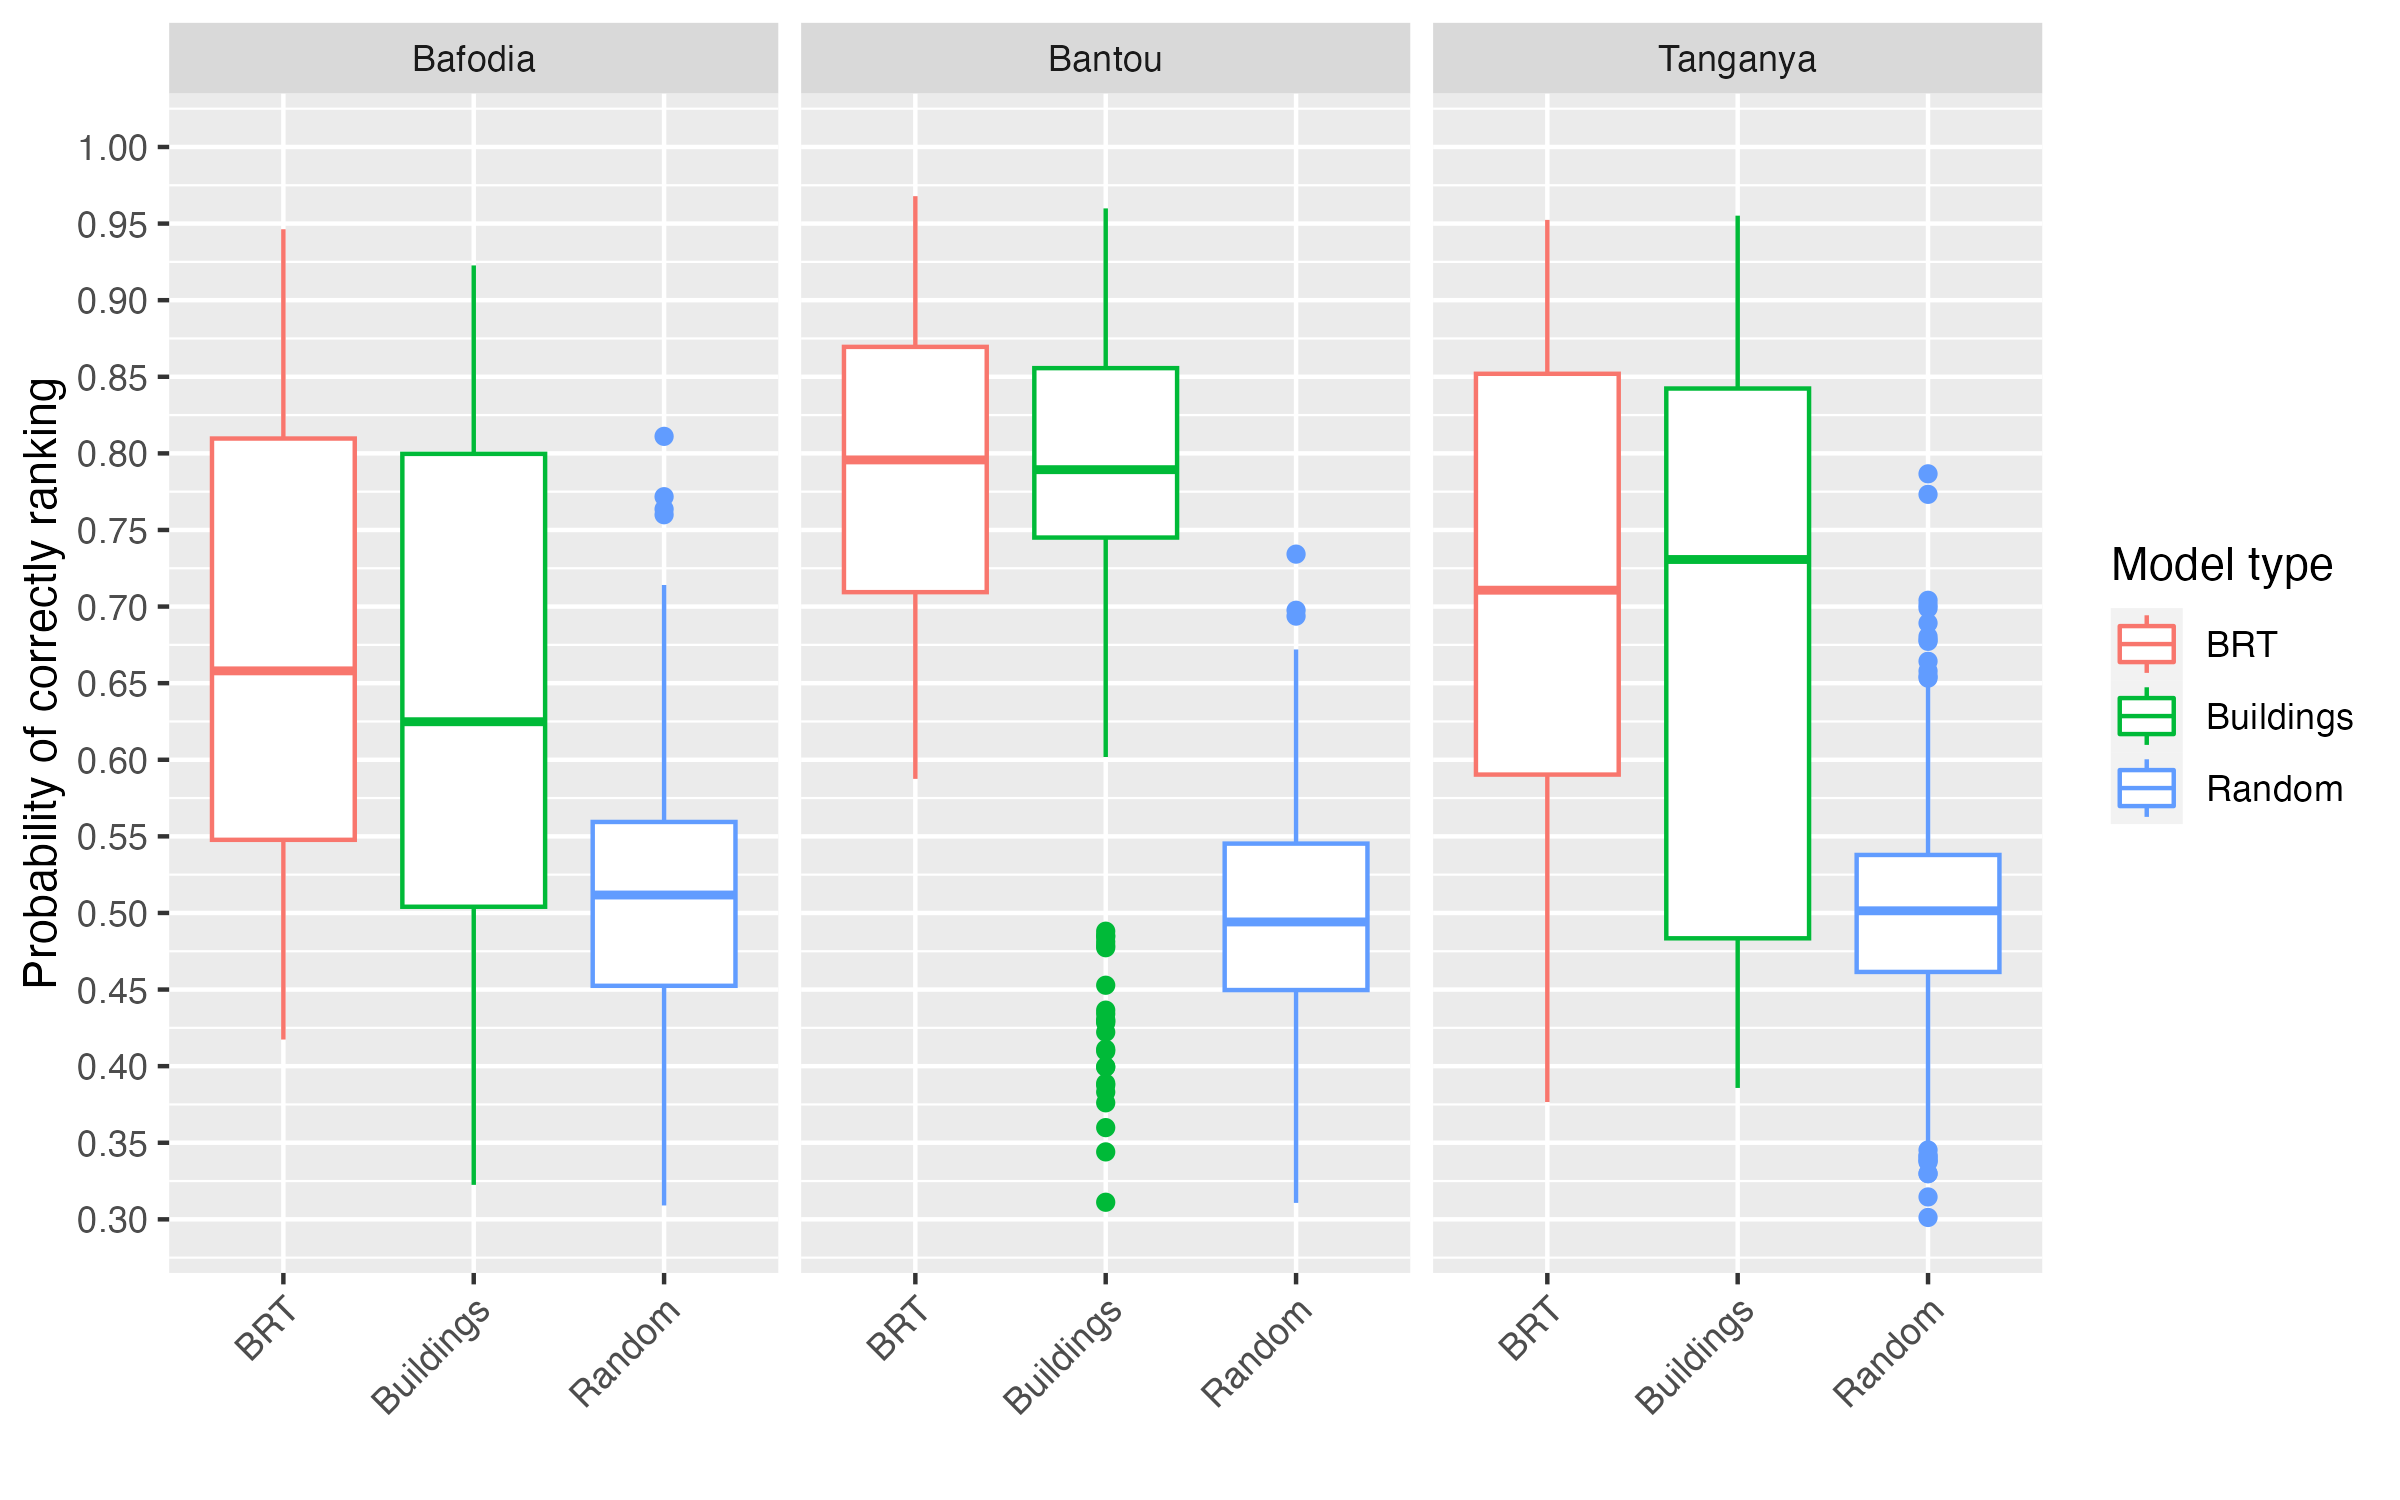 Bafodia Bantou Tanganya
Probability of correctly ranking
1.00
0.95
0.90
0.85
0.80
0.75
0.70
0.65
0.60
0.55
0.50
0.45
0.40
0.35
0.30
BRT Buildings Random BRT Buildings Random BRT Buildings Random
Model type
BRT
Buildings
Random